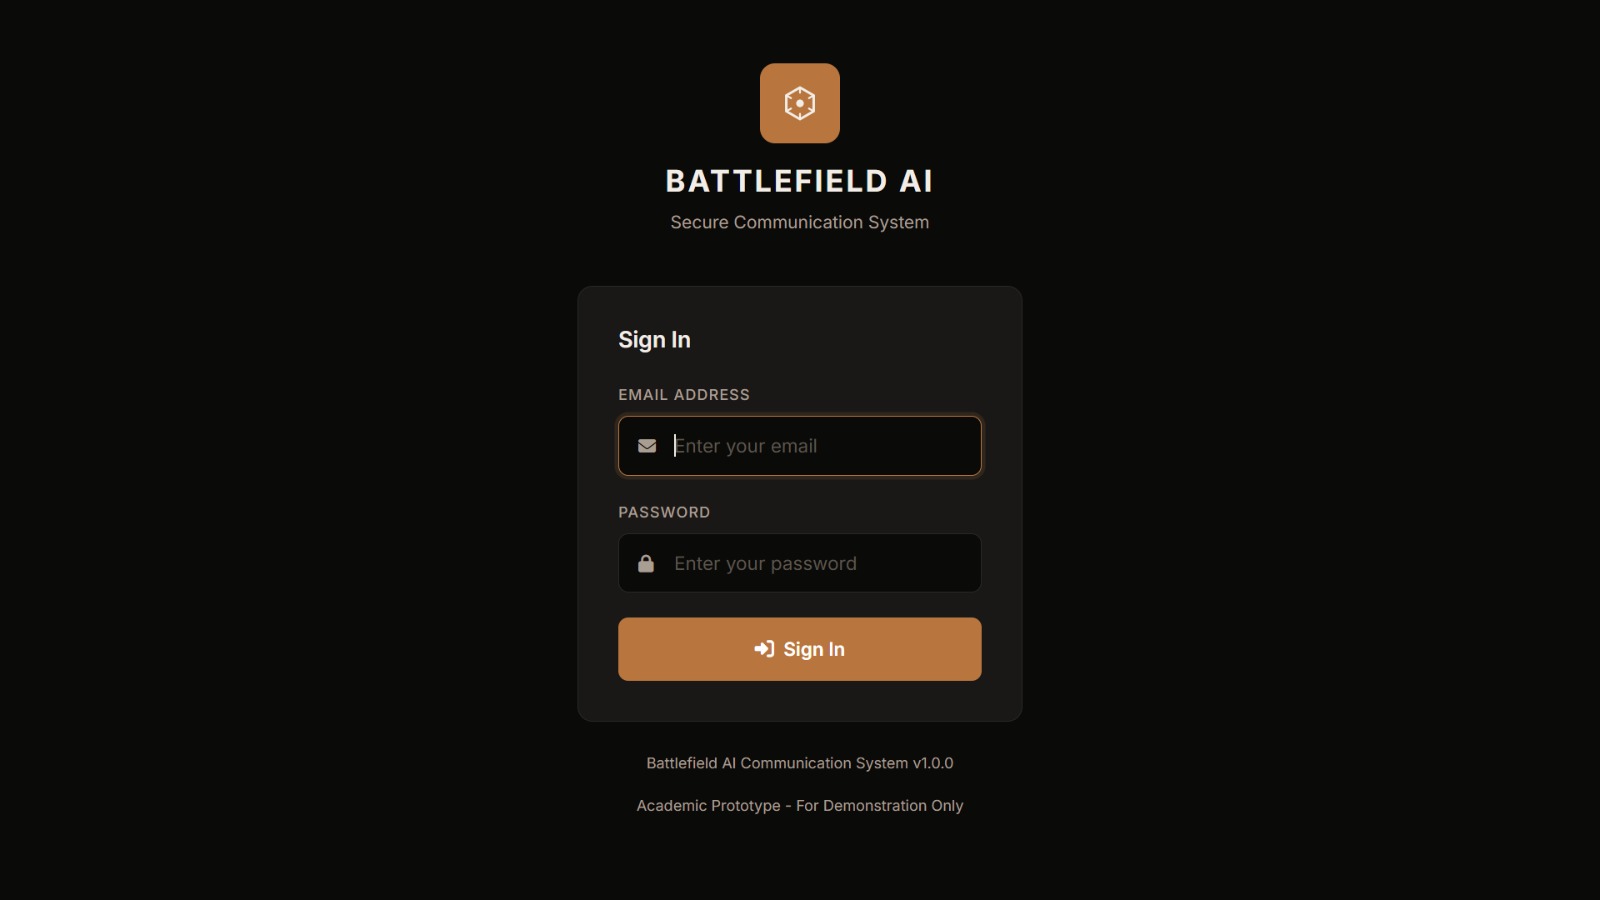 BATTLEFIELD AI
Secure Communication System
Sign In
EMAIL ADDRESS
Enter your email
PASSWORD
Enter your password
Sign In
Battlefield AI Communication System v1.0.0
Academic Prototype - For Demonstration Only